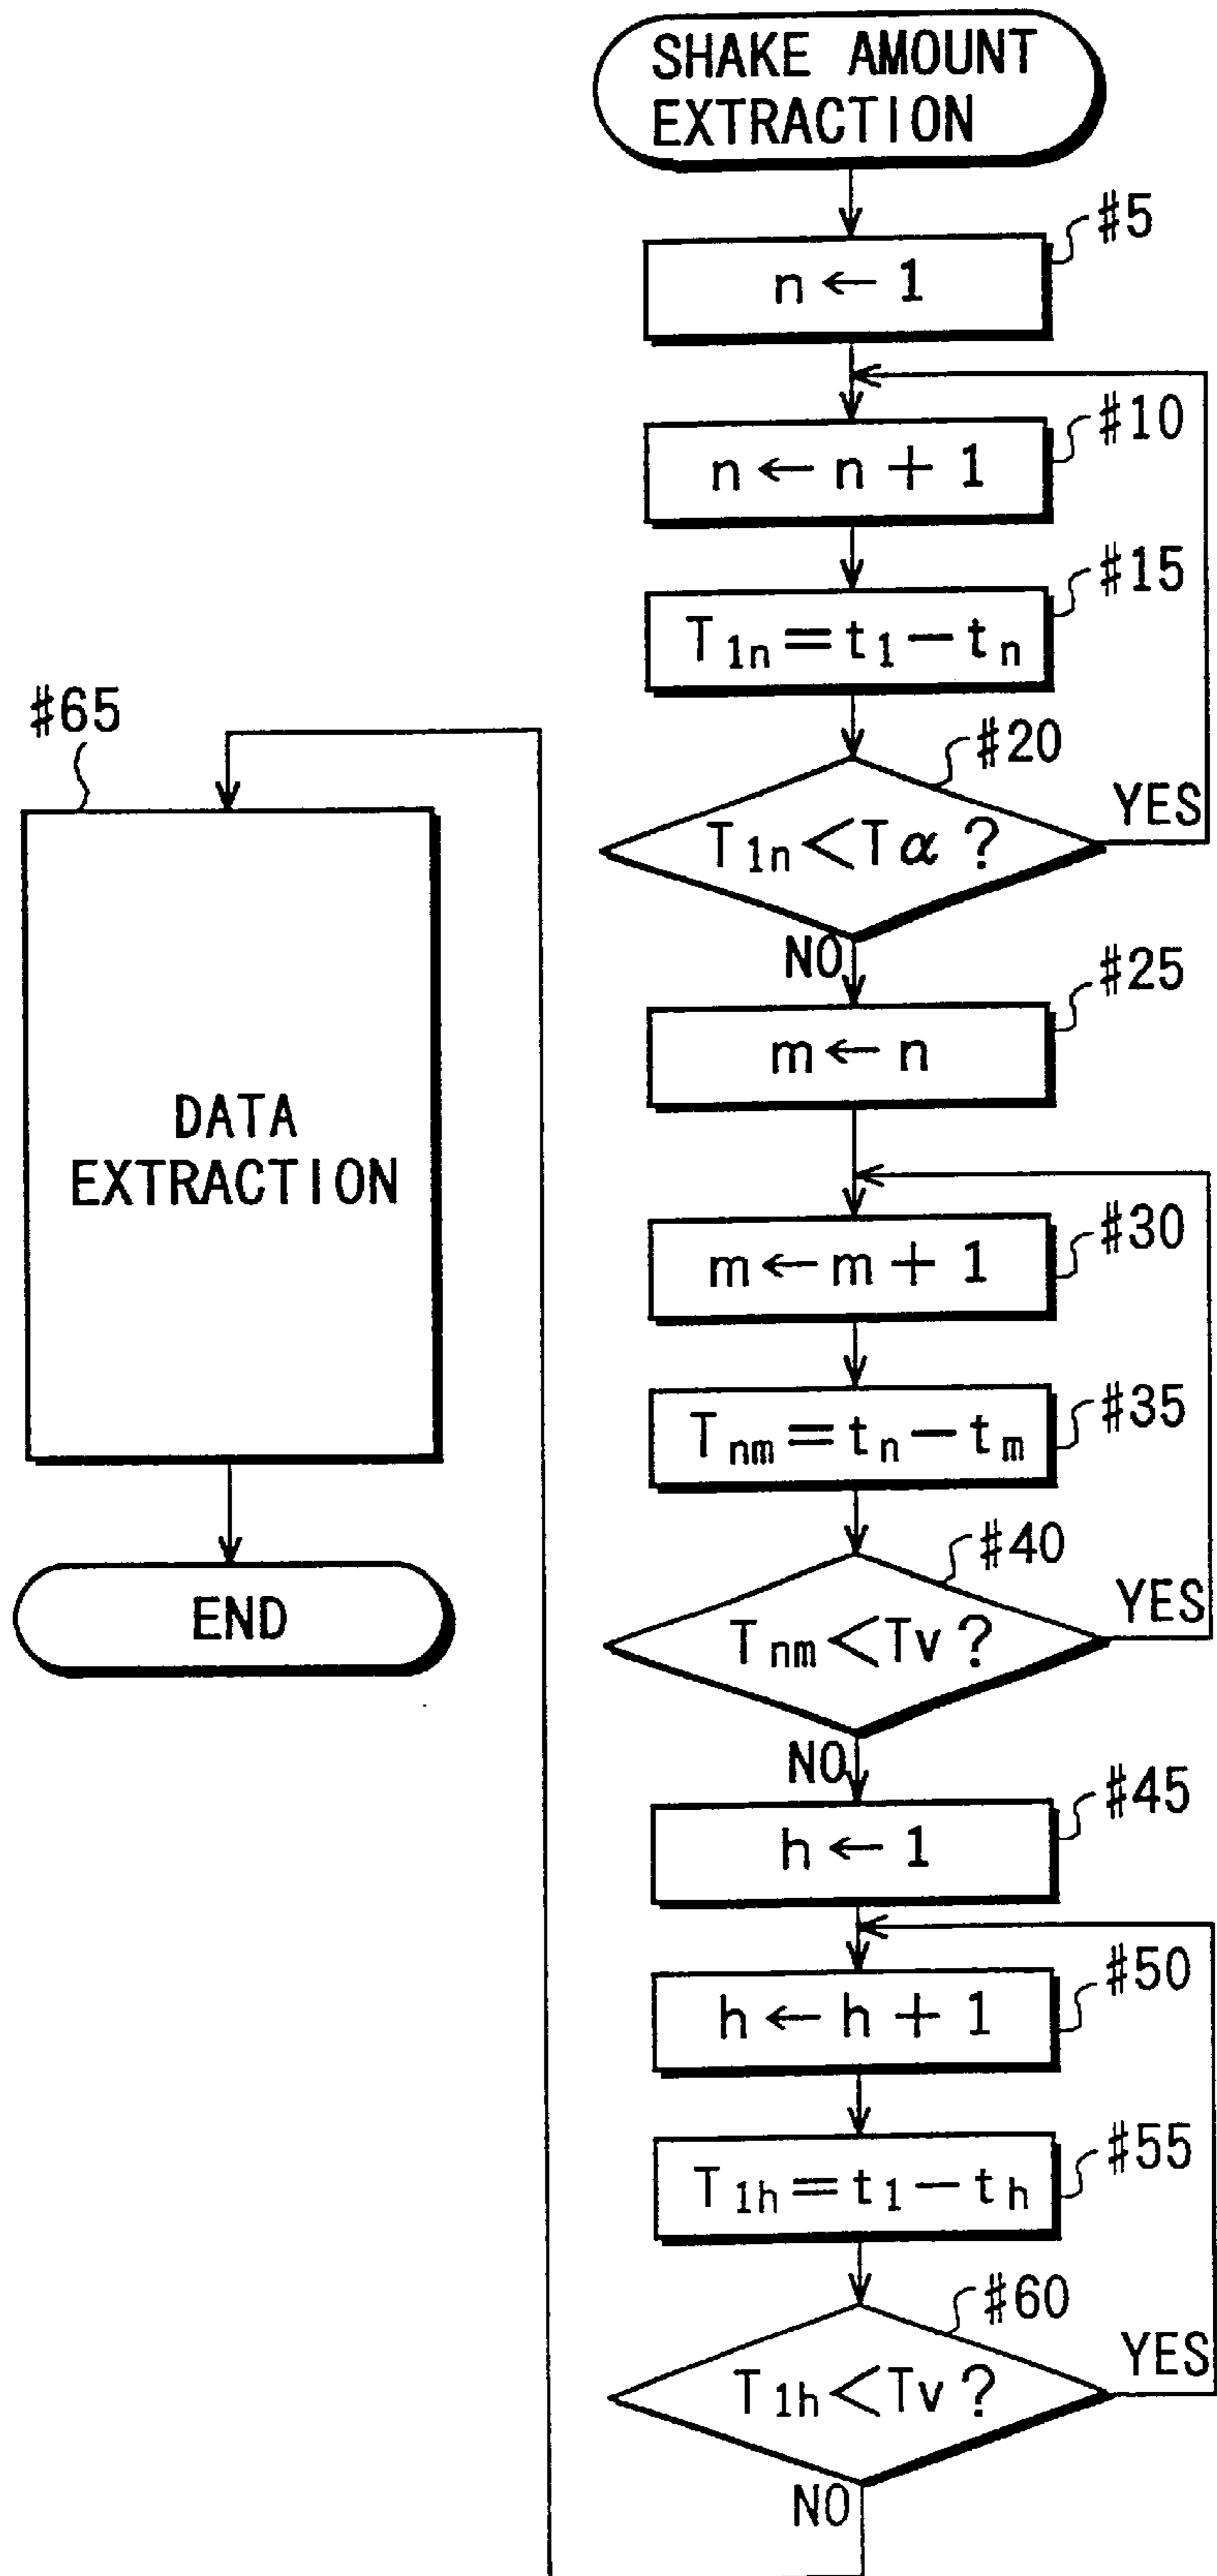 SHAKE AMOUNT
EXTRACTION
#5
n ← 1
#10
n ← n + 1
#15
T1n = t1 − tn
#20
T1n < Tα ?
YES
NO
#25
m ← n
#30
m ← m + 1
#35
Tnm = tn − tm
#40
Tnm < Tv ?
YES
NO
#45
h ← 1
#50
h ← h + 1
#55
T1h = t1 − th
#60
T1h < Tv ?
YES
NO
#65
DATA
EXTRACTION
END